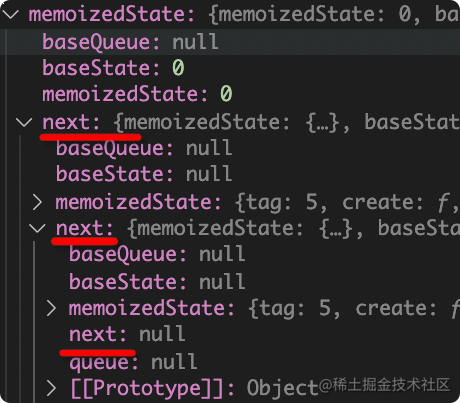 memoizedState: {memoizedState: 0, ba
baseQueue: null
baseState: 0
memoizedState: 0
next: {memoizedState: {…}, baseStat
baseQueue: null
baseState: null
memoizedState: {tag: 5, create: f,
next: {memoizedState: {…}, baseSta
baseQueue: null
baseState: null
memoizedState: {tag: 5, create: f
next: null
queue: null
[[Prototype]]: Object
@稀土掘金技术社区